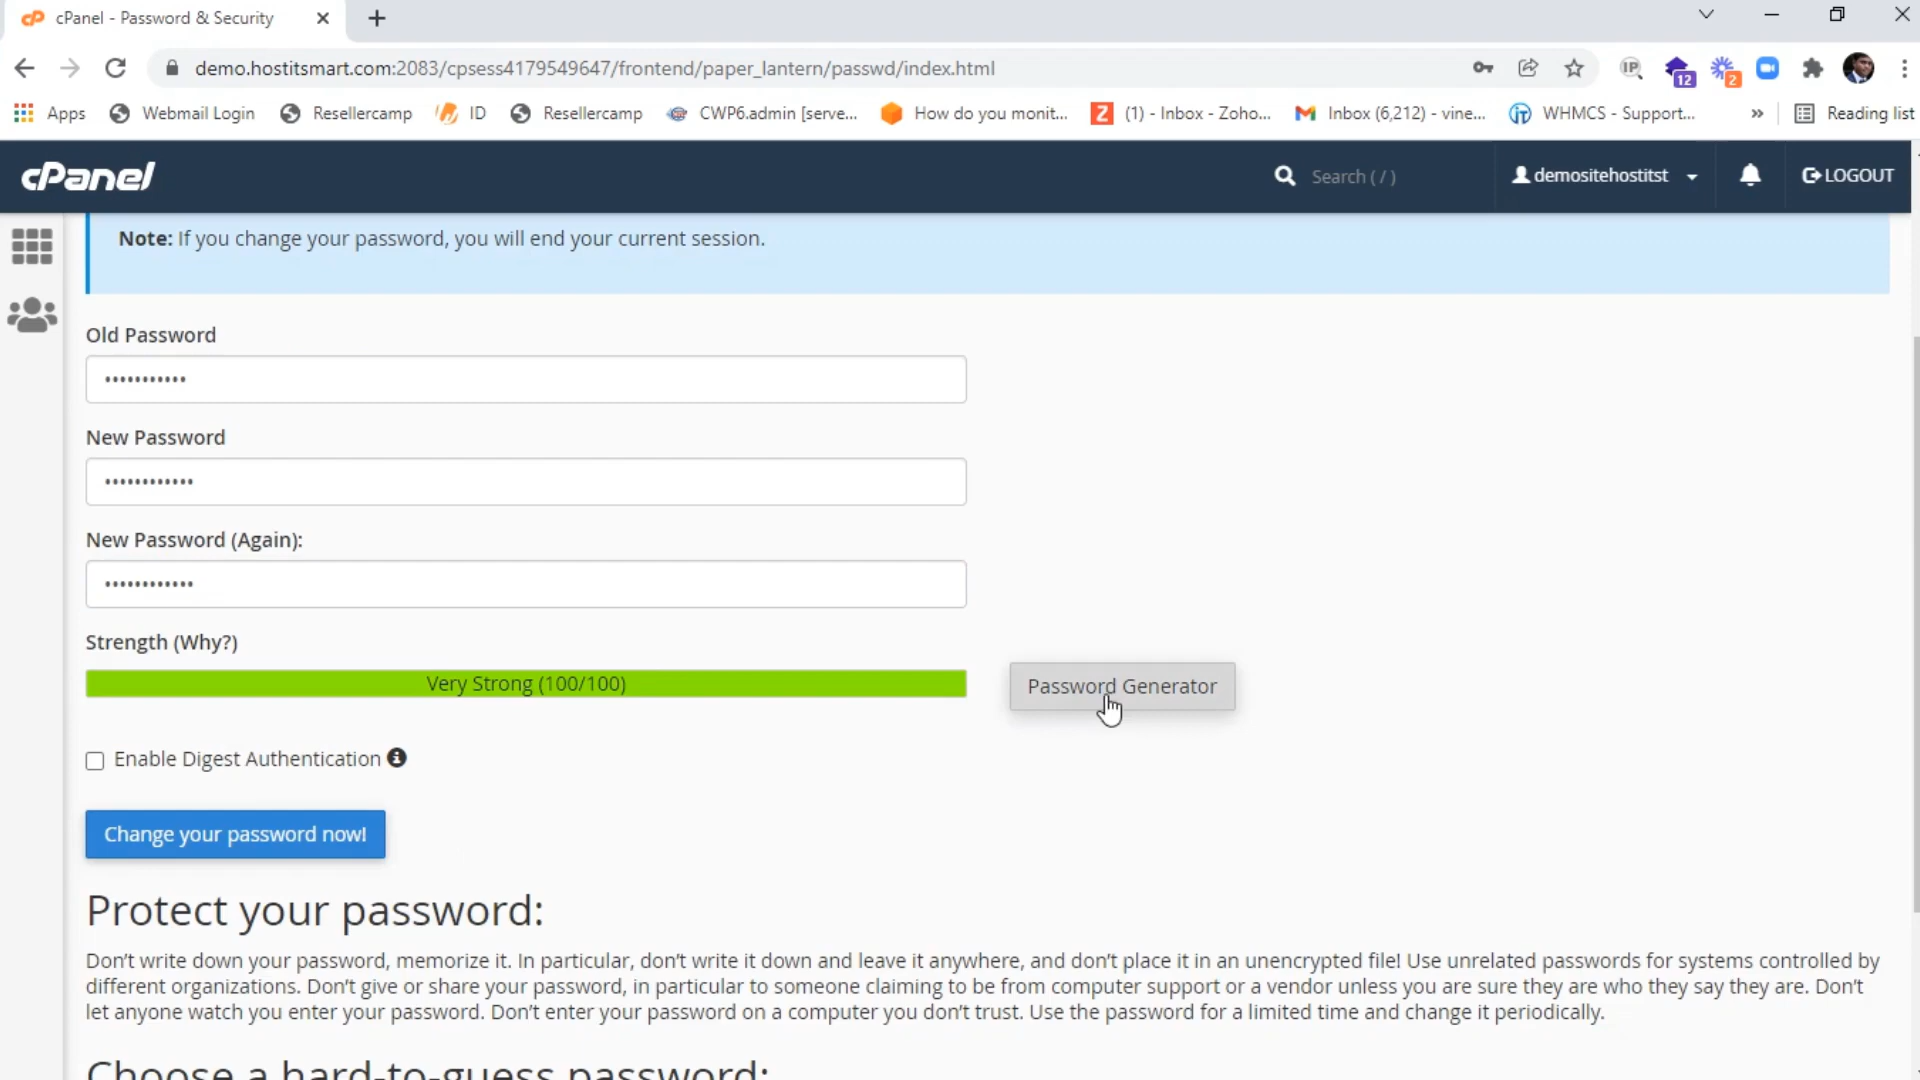 cPanel - Password & Security
demo.hostitsmart.com:2083/cpsess4179549647/frontend/paper_lantern/passwd/index.html
IP
12
2
Apps
Webmail Login
Resellercamp
ID
Resellercamp
CWP6.admin [serve...
How do you monit...
(1) - Inbox - Zoho...
Inbox (6,212) - vine...
WHMCS - Support...
»
Reading list
cPanel
Search ( / )
demositehostitst
LOGOUT
Note: If you change your password, you will end your current session.
Old Password
•••••••••••
New Password
••••••••••••
New Password (Again):
••••••••••••
Strength (Why?)
Very Strong (100/100)
Password Generator
Enable Digest Authentication
Change your password now!
Protect your password:
Don’t write down your password, memorize it. In particular, don’t write it down and leave it anywhere, and don’t place it in an unencrypted file! Use unrelated passwords for systems controlled by
different organizations. Don’t give or share your password, in particular to someone claiming to be from computer support or a vendor unless you are sure they are who they say they are. Don’t
let anyone watch you enter your password. Don’t enter your password on a computer you don’t trust. Use the password for a limited time and change it periodically.
Choose a hard-to-guess password: